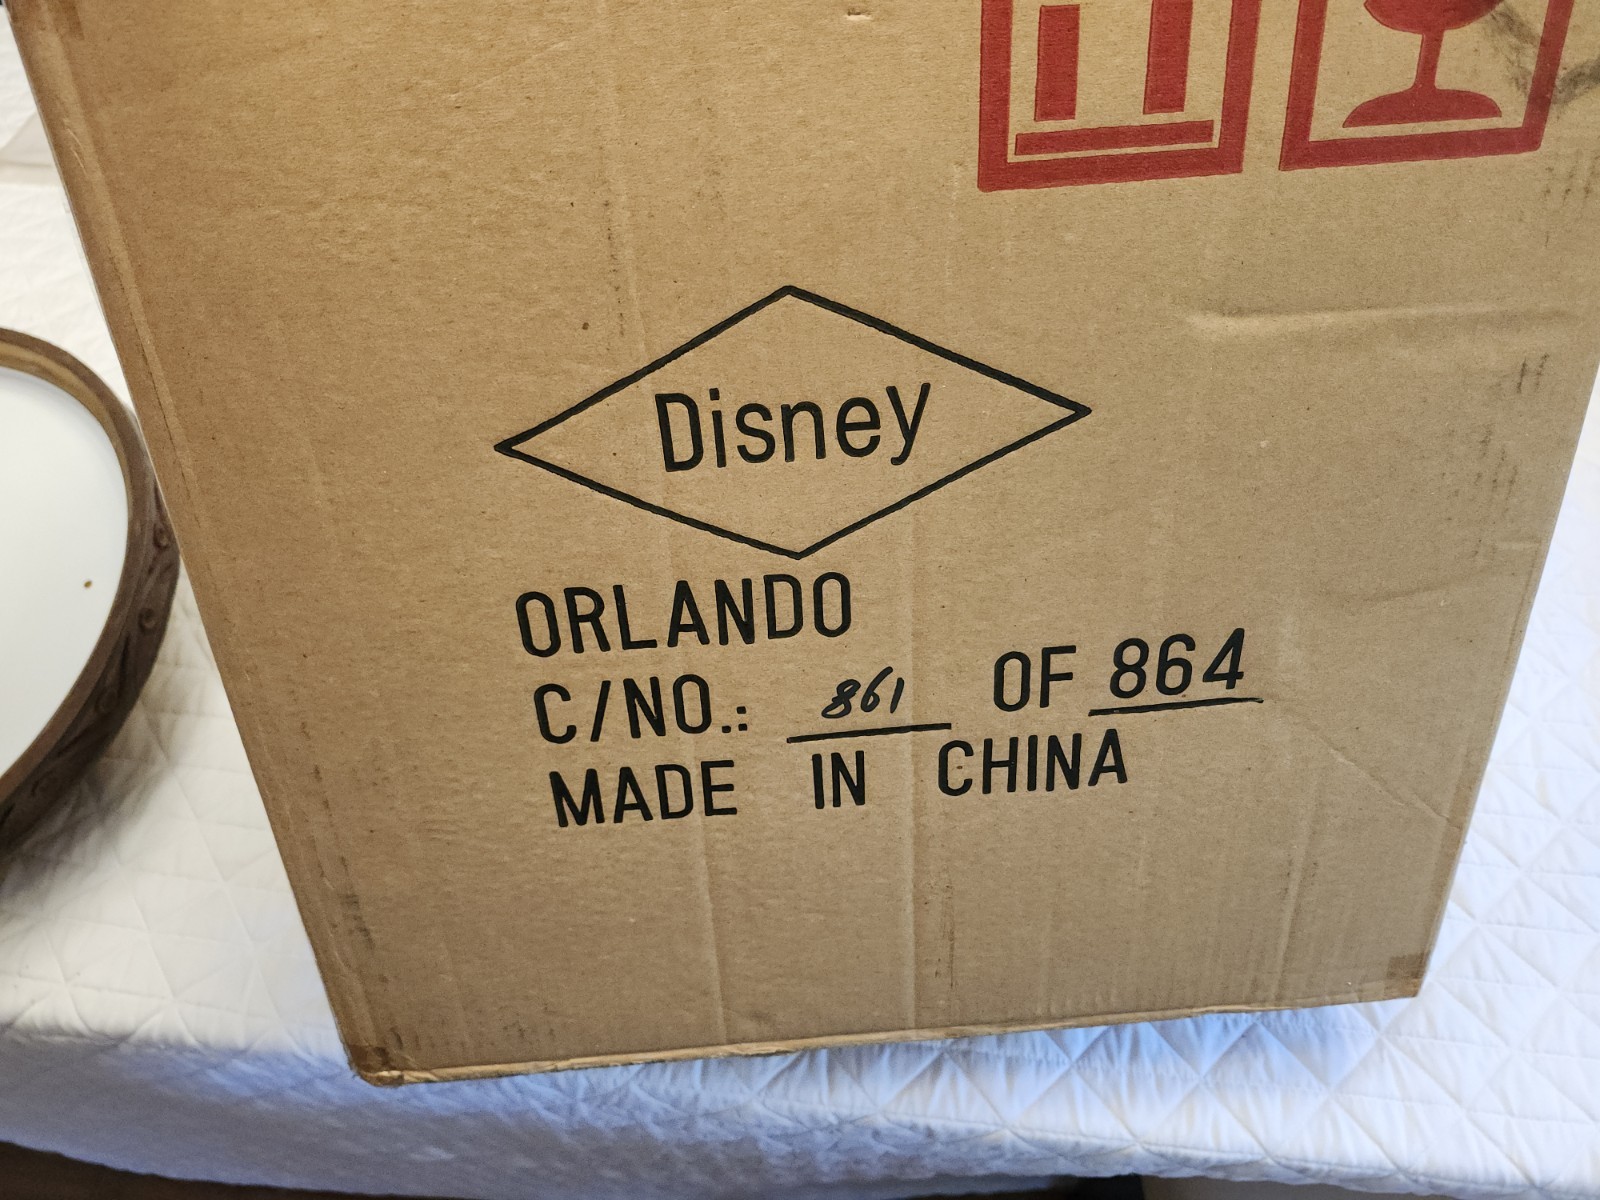 Disney
ORLANDO
C/NO.: 861 OF 864
MADE IN CHINA